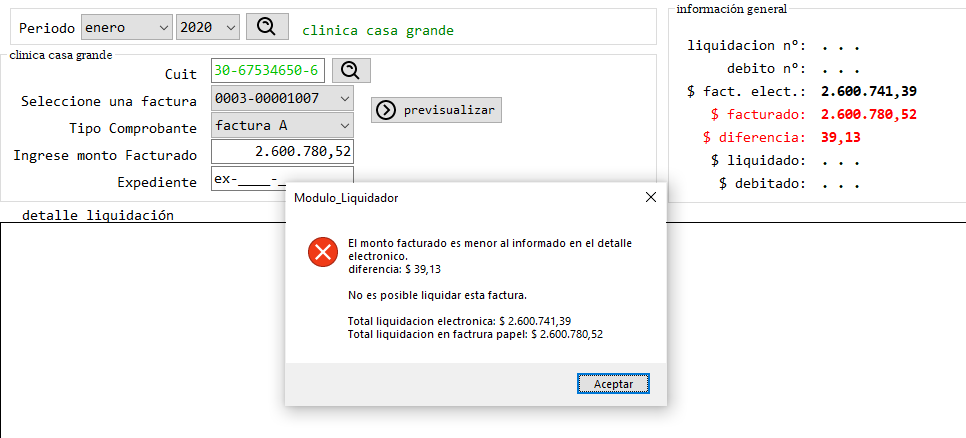 Periodo enero 2020 clinica casa grande
clinica casa grande
Cuit 30-67534650-6
Seleccione una factura 0003-00001007
previsualizar
Tipo Comprobante factura A
Ingrese monto Facturado 2.600.780,52
Expediente ex-____-_
detalle liquidación
información general
liquidacion n°: . . .
debito n°: . . .
$ fact. elect.: 2.600.741,39
$ facturado: 2.600.780,52
$ diferencia: 39,13
$ liquidado: . . .
$ debitado: . . .
Modulo_Liquidador
El monto facturado es menor al informado en el detalle
electronico.
diferencia: $ 39,13
No es posible liquidar esta factura.
Total liquidacion electronica: $ 2.600.741,39
Total liquidacion en factrura papel: $ 2.600.780,52
Aceptar